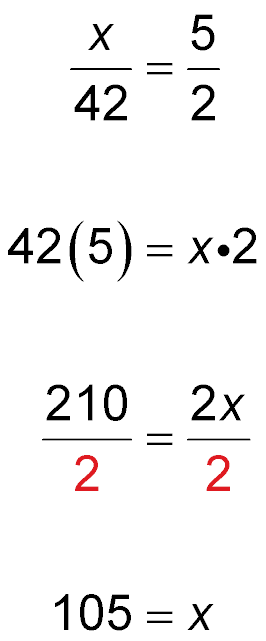 x/42 = 5/2
42(5) = x•2
210/2 = 2x/2
105 = x